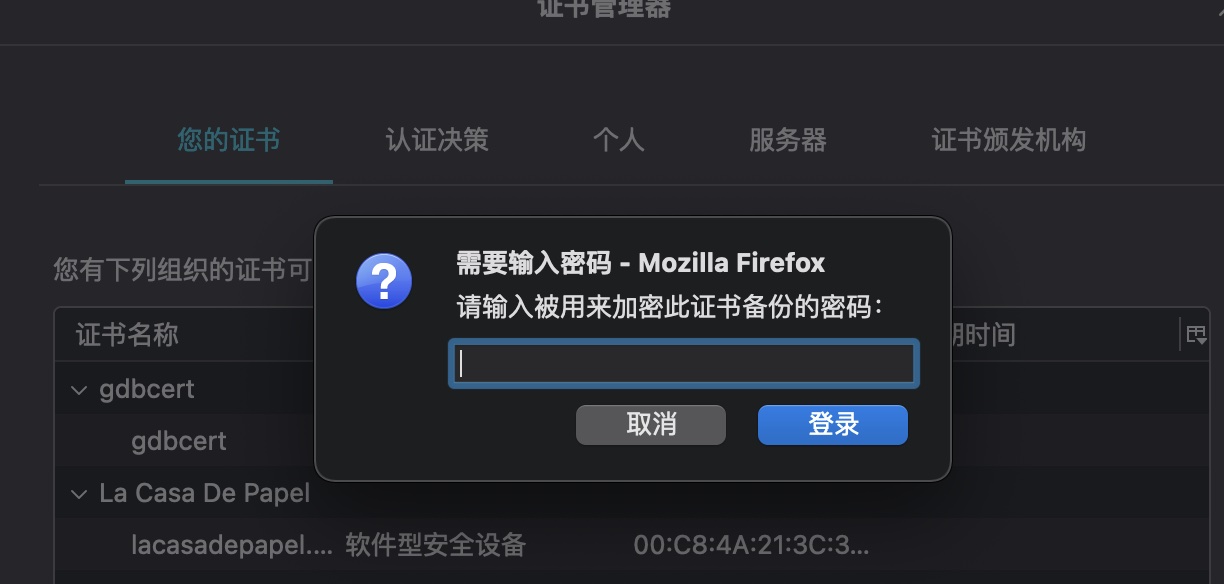 证书管理器
您的证书 认证决策 个人 服务器 证书颁发机构
您有下列组织的证书可
需要输入密码 - Mozilla Firefox
请输入被用来加密此证书备份的密码：
取消 登录
证书名称 期时间
gdbcert
gdbcert
La Casa De Papel
lacasadepapel.... 软件型安全设备 00:C8:4A:21:3C:3...